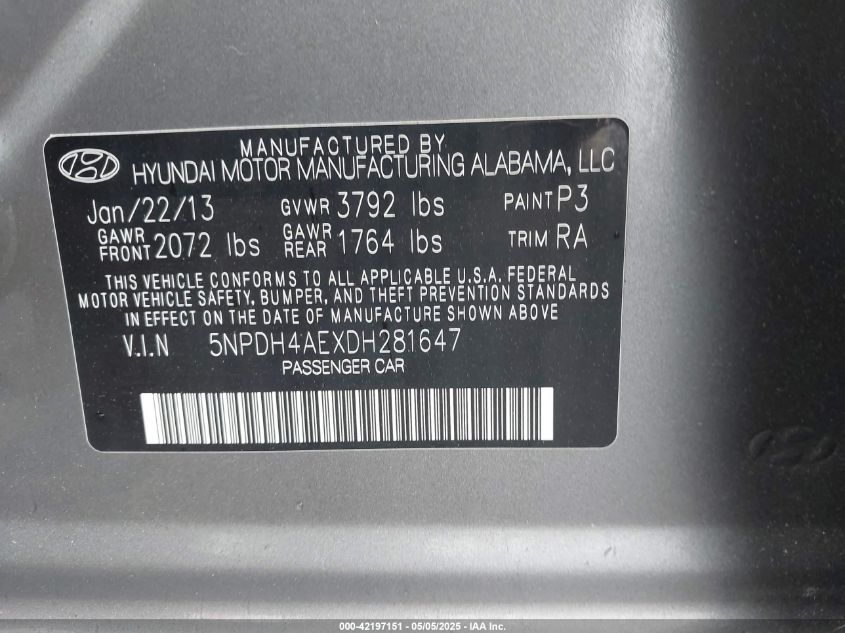 MANUFACTURED BY
HYUNDAI MOTOR MANUFACTURING ALABAMA, LLC
Jan/22/13 GVWR 3792 lbs PAINT P3
GAWR FRONT 2072 lbs GAWR REAR 1764 lbs TRIM RA
THIS VEHICLE CONFORMS TO ALL APPLICABLE U.S.A. FEDERAL
MOTOR VEHICLE SAFETY, BUMPER, AND THEFT PREVENTION STANDARDS
IN EFFECT ON THE DATE OF MANUFACTURE SHOWN ABOVE
V.I.N 5NPDH4AEXDH281647
PASSENGER CAR
000-42197151 - 05/05/2025 - IAA Inc.